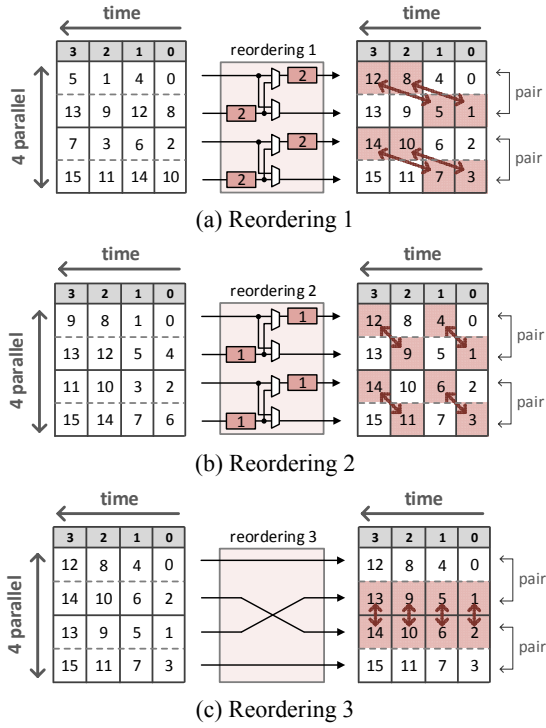 time reordering 1 time
3 2 1 0 3 2 1 0
5 1 4 0 2 12 8 4 0
13 9 12 8 2 13 9 5 1 pair
7 3 6 2 2 14 10 6 2
15 11 14 10 2 15 11 7 3 pair
4 parallel
(a) Reordering 1
time reordering 2 time
3 2 1 0 3 2 1 0
9 8 1 0 1 12 8 4 0
13 12 5 4 1 13 9 5 1 pair
11 10 3 2 1 14 10 6 2
15 14 7 6 1 15 11 7 3 pair
4 parallel
(b) Reordering 2
time reordering 3 time
3 2 1 0 3 2 1 0
12 8 4 0 12 8 4 0
14 10 6 2 13 9 5 1 pair
13 9 5 1 14 10 6 2
15 11 7 3 15 11 7 3 pair
4 parallel
(c) Reordering 3